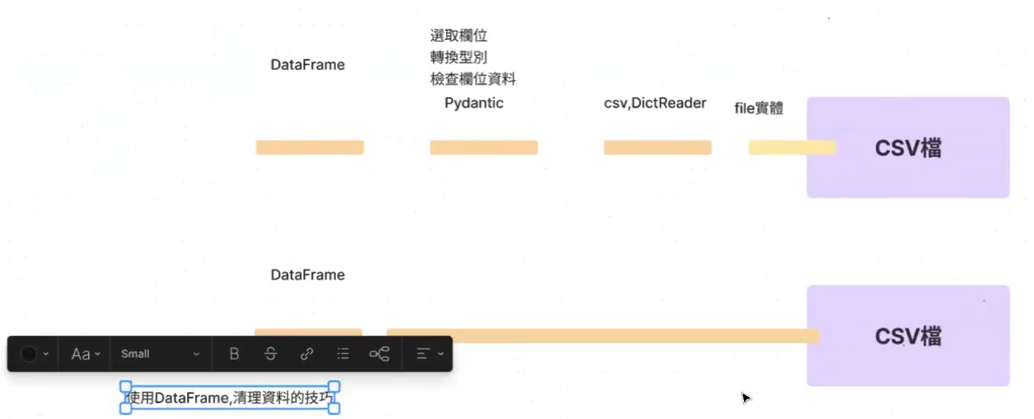 選取欄位
轉換型別
檢查欄位資料
DataFrame
Pydantic
csv,DictReader
file實體
CSV檔
DataFrame
CSV檔
Aa
Small
B
S
使用DataFrame,清理資料的技巧